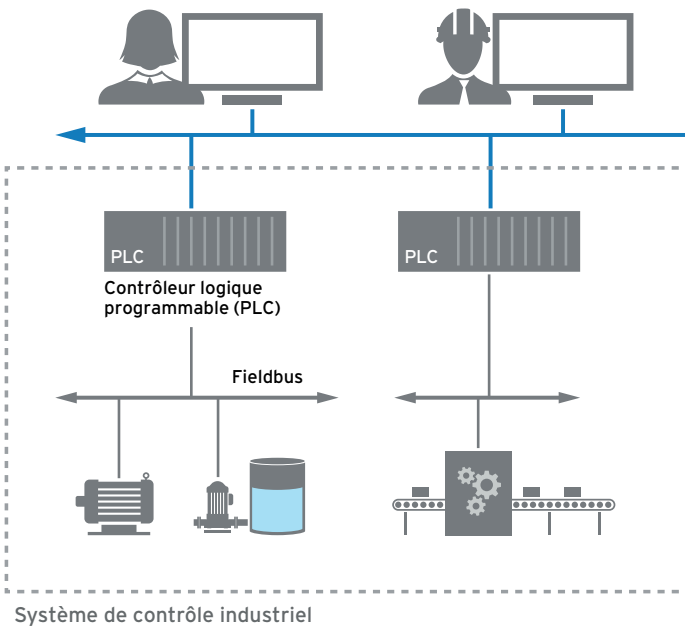 PLC
PLC
Contrôleur logique
programmable (PLC)
Fieldbus
Système de contrôle industriel